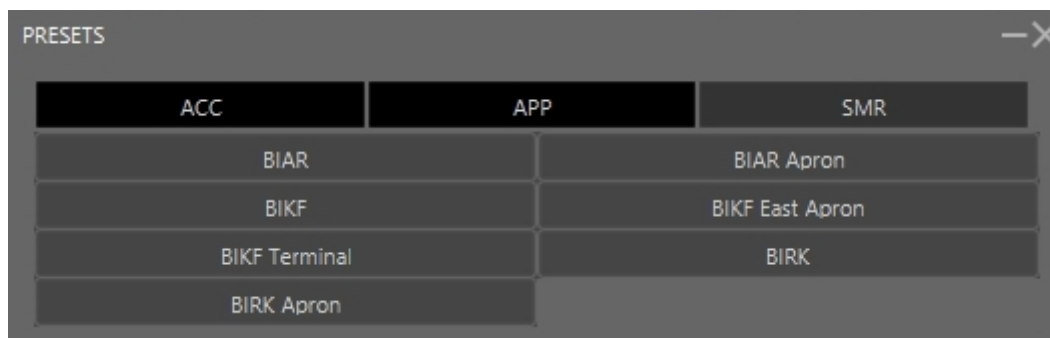 PRESETS
ACC APP SMR
BIAR BIAR Apron
BIKF BIKF East Apron
BIKF Terminal BIRK
BIRK Apron